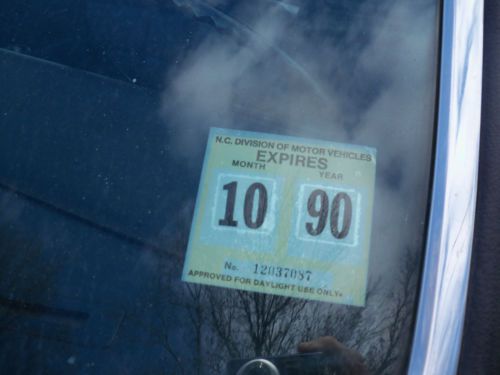 N.C. DIVISION OF MOTOR VEHICLES
EXPIRES
MONTH YEAR
10 90
No. 12037087
APPROVED FOR DAYLIGHT USE ONLY